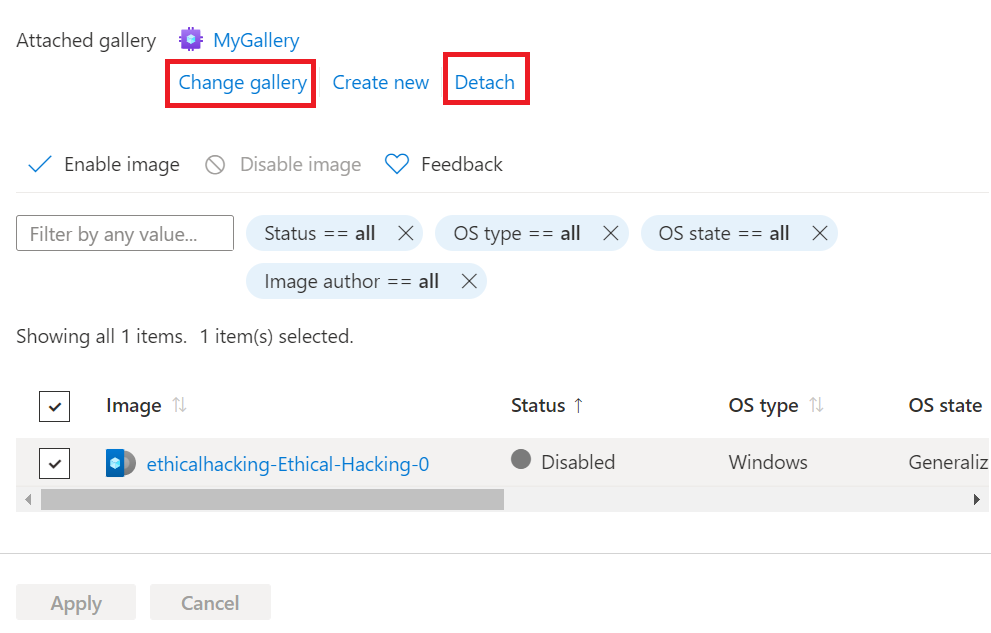 Attached gallery MyGallery
Change gallery Create new Detach
Enable image Disable image Feedback
Filter by any value... Status == all OS type == all OS state == all
Image author == all
Showing all 1 items. 1 item(s) selected.
Image Status OS type OS state
ethicalhacking-Ethical-Hacking-0 Disabled Windows Generaliz
Apply Cancel